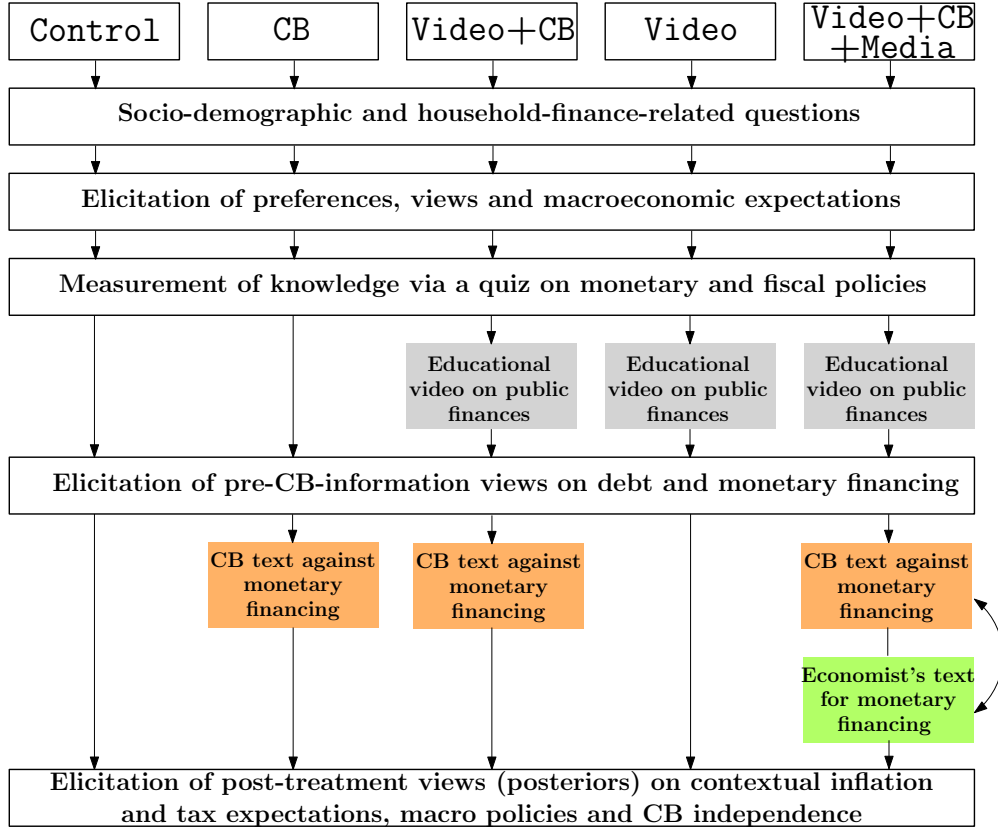 Control
CB
Video+CB
Video
Video+CB
+Media
Socio-demographic and household-finance-related questions
Elicitation of preferences, views and macroeconomic expectations
Measurement of knowledge via a quiz on monetary and fiscal policies
Educational
video on public
finances
Educational
video on public
finances
Educational
video on public
finances
Elicitation of pre-CB-information views on debt and monetary financing
CB text against
monetary
financing
CB text against
monetary
financing
CB text against
monetary
financing
Economist's text
for monetary
financing
Elicitation of post-treatment views (posteriors) on contextual inflation
and tax expectations, macro policies and CB independence